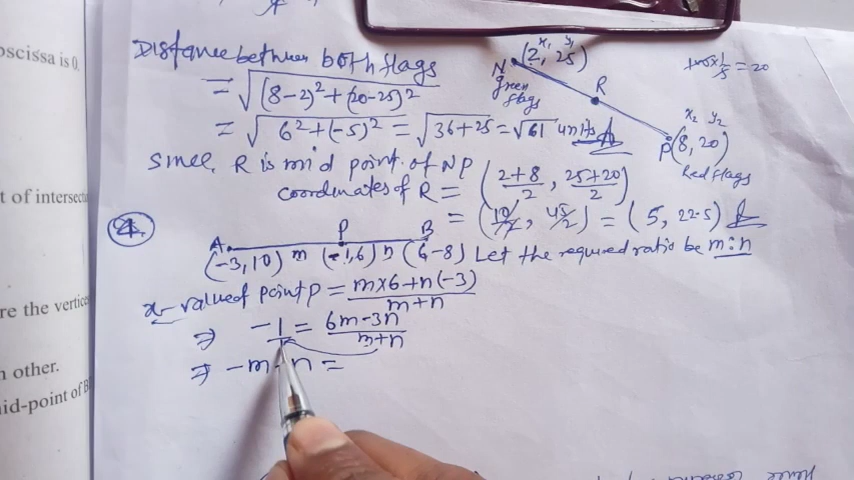 oscissa is 0.
t of intersect
re the vertice
n other.
id-point of B
Distance between both flags
= √(8-2)²+(20-25)²
= √6²+(-5)² = √36+25 = √61 units
x₁ y₁
N (2, 25)
green
flags
R
x₂ y₂
P(8, 20)
Red flags
= 20
Since, R is mid point of NP
coordinates of R = (2+8/2, 25+20/2)
= (10/2, 45/2) = (5, 22.5)
4.
A P B
(-3,10) m (-1,6) n (6-8) Let the required ratio be m:n
x-value of point P = m×6+n(-3)/m+n
⇒ -1/1 = 6m-3n/m+n
⇒ -m-n =